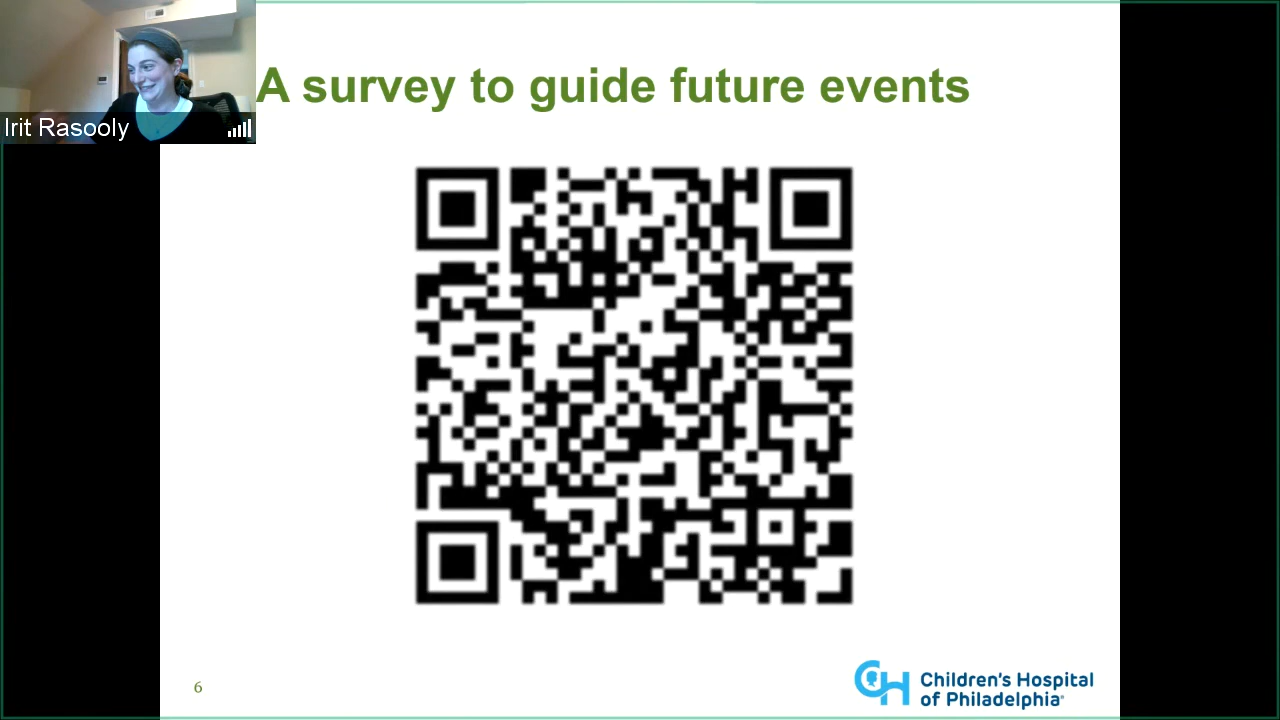 A survey to guide future events
Irit Rasooly
6
Children's Hospital
of Philadelphia